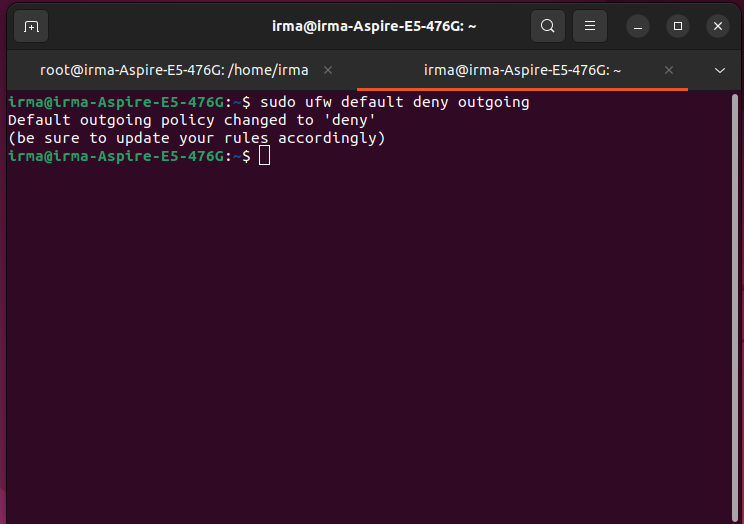 irma@irma-Aspire-E5-476G: ~
root@irma-Aspire-E5-476G: /home/irma
irma@irma-Aspire-E5-476G: ~
irma@irma-Aspire-E5-476G:~$ sudo ufw default deny outgoing
Default outgoing policy changed to 'deny'
(be sure to update your rules accordingly)
irma@irma-Aspire-E5-476G:~$